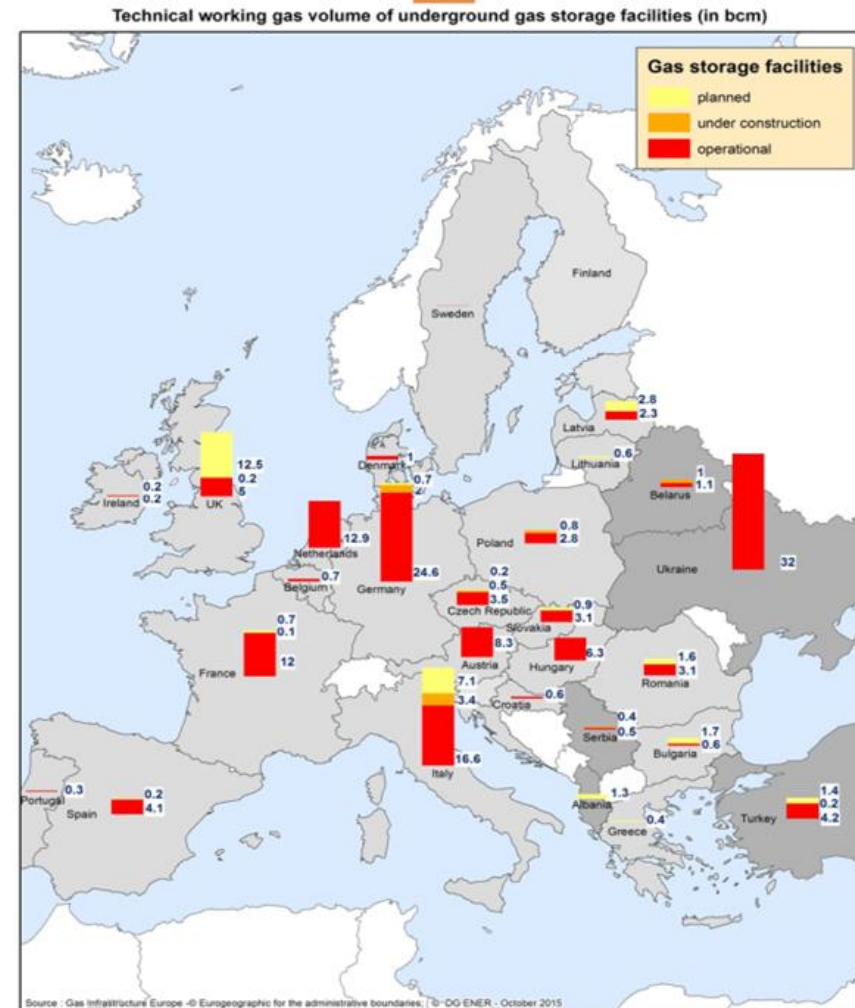 Technical working gas volume of underground gas storage facilities (in bcm)
Gas storage facilities
planned
under construction
operational
Finland
Sweden
2.8
2.3
Latvia
Denmark
1
0.6
Lithuania
12.5
0.2
5
UK
0.2
0.2
Ireland
0.7
2
1
1.1
Belarus
12.9
Netherlands
0.8
2.8
Poland
32
Ukraine
0.7
Belgium
24.6
Germany
0.2
0.5
3.5
Czech Republic
0.9
3.1
Slovakia
0.7
0.1
12
France
8.3
Austria
6.3
Hungary
1.6
3.1
Romania
7.1
3.4
16.6
Italy
0.6
Croatia
0.4
0.5
Serbia
1.7
0.6
Bulgaria
0.3
Portugal
0.2
4.1
Spain
1.3
Albania
0.4
Greece
1.4
0.2
4.2
Turkey
Source : Gas Infrastructure Europe -© Eurogeographic for the administrative boundaries; | © DG ENER - October 2015